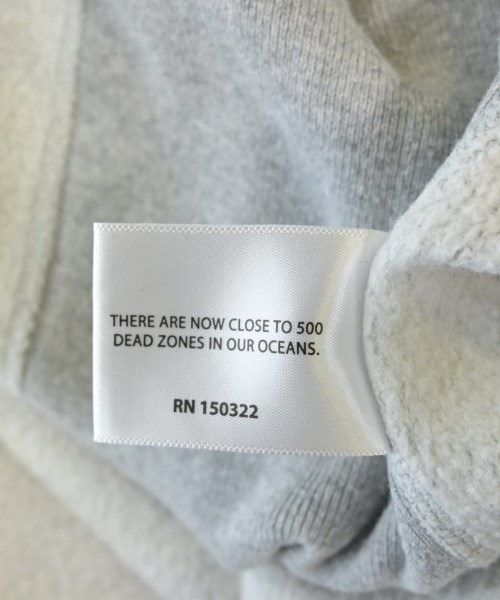 THERE ARE NOW CLOSE TO 500
DEAD ZONES IN OUR OCEANS.
RN 150322